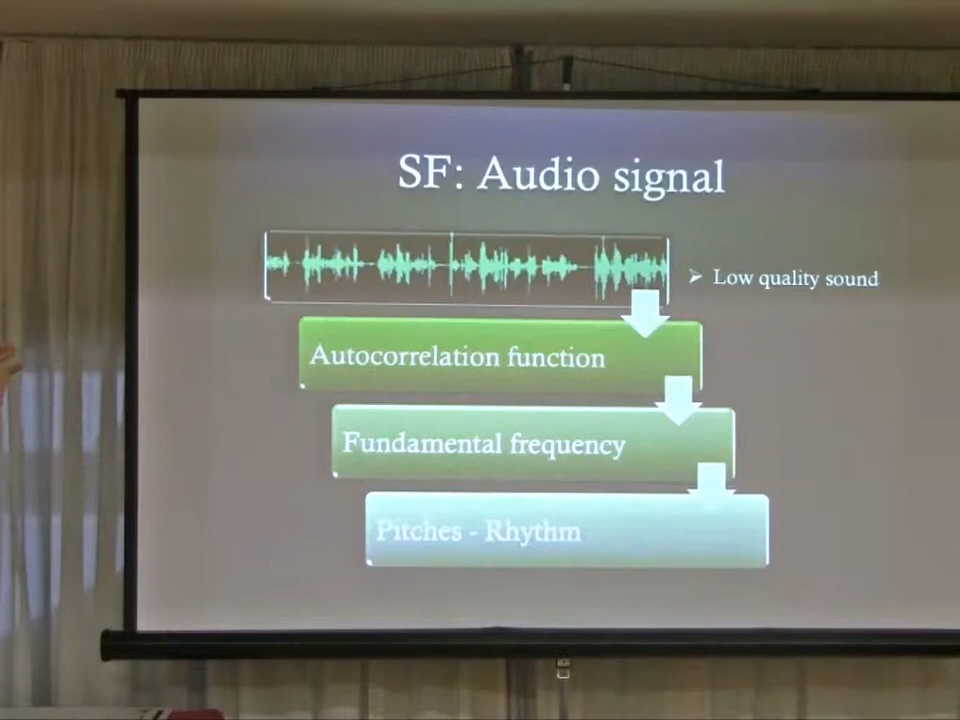 SF: Audio signal
➢ Low quality sound
Autocorrelation function
Fundamental frequency
Pitches - Rhythm